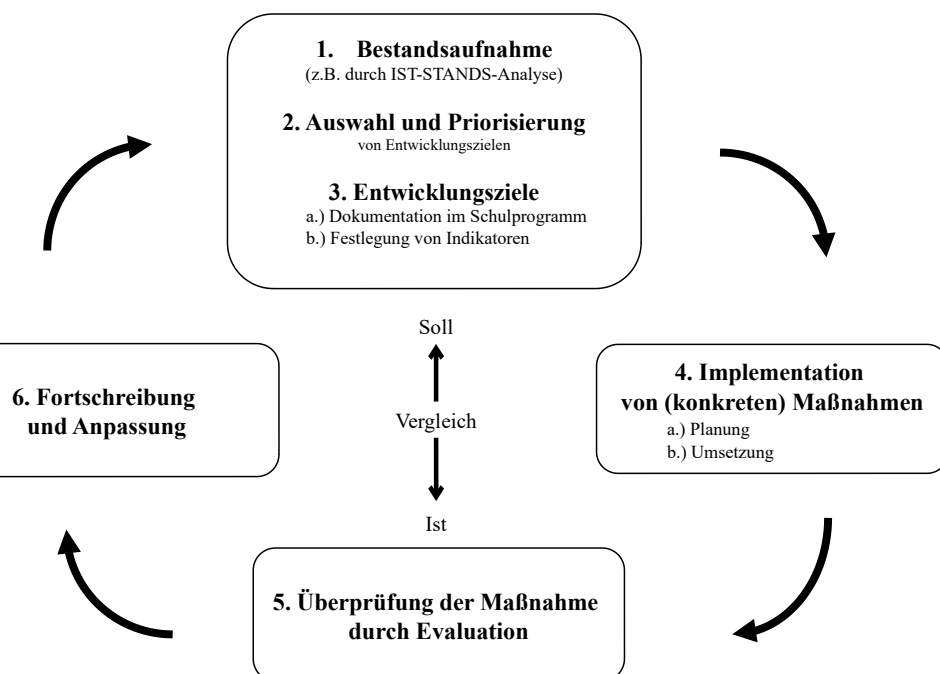 1. Bestandsaufnahme
(z.B. durch IST-STANDS-Analyse)
2. Auswahl und Priorisierung
von Entwicklungszielen
3. Entwicklungsziele
a.) Dokumentation im Schulprogramm
b.) Festlegung von Indikatoren
Soll
Vergleich
Ist
4. Implementation
von (konkreten) Maßnahmen
a.) Planung
b.) Umsetzung
5. Überprüfung der Maßnahme
durch Evaluation
6. Fortschreibung
und Anpassung